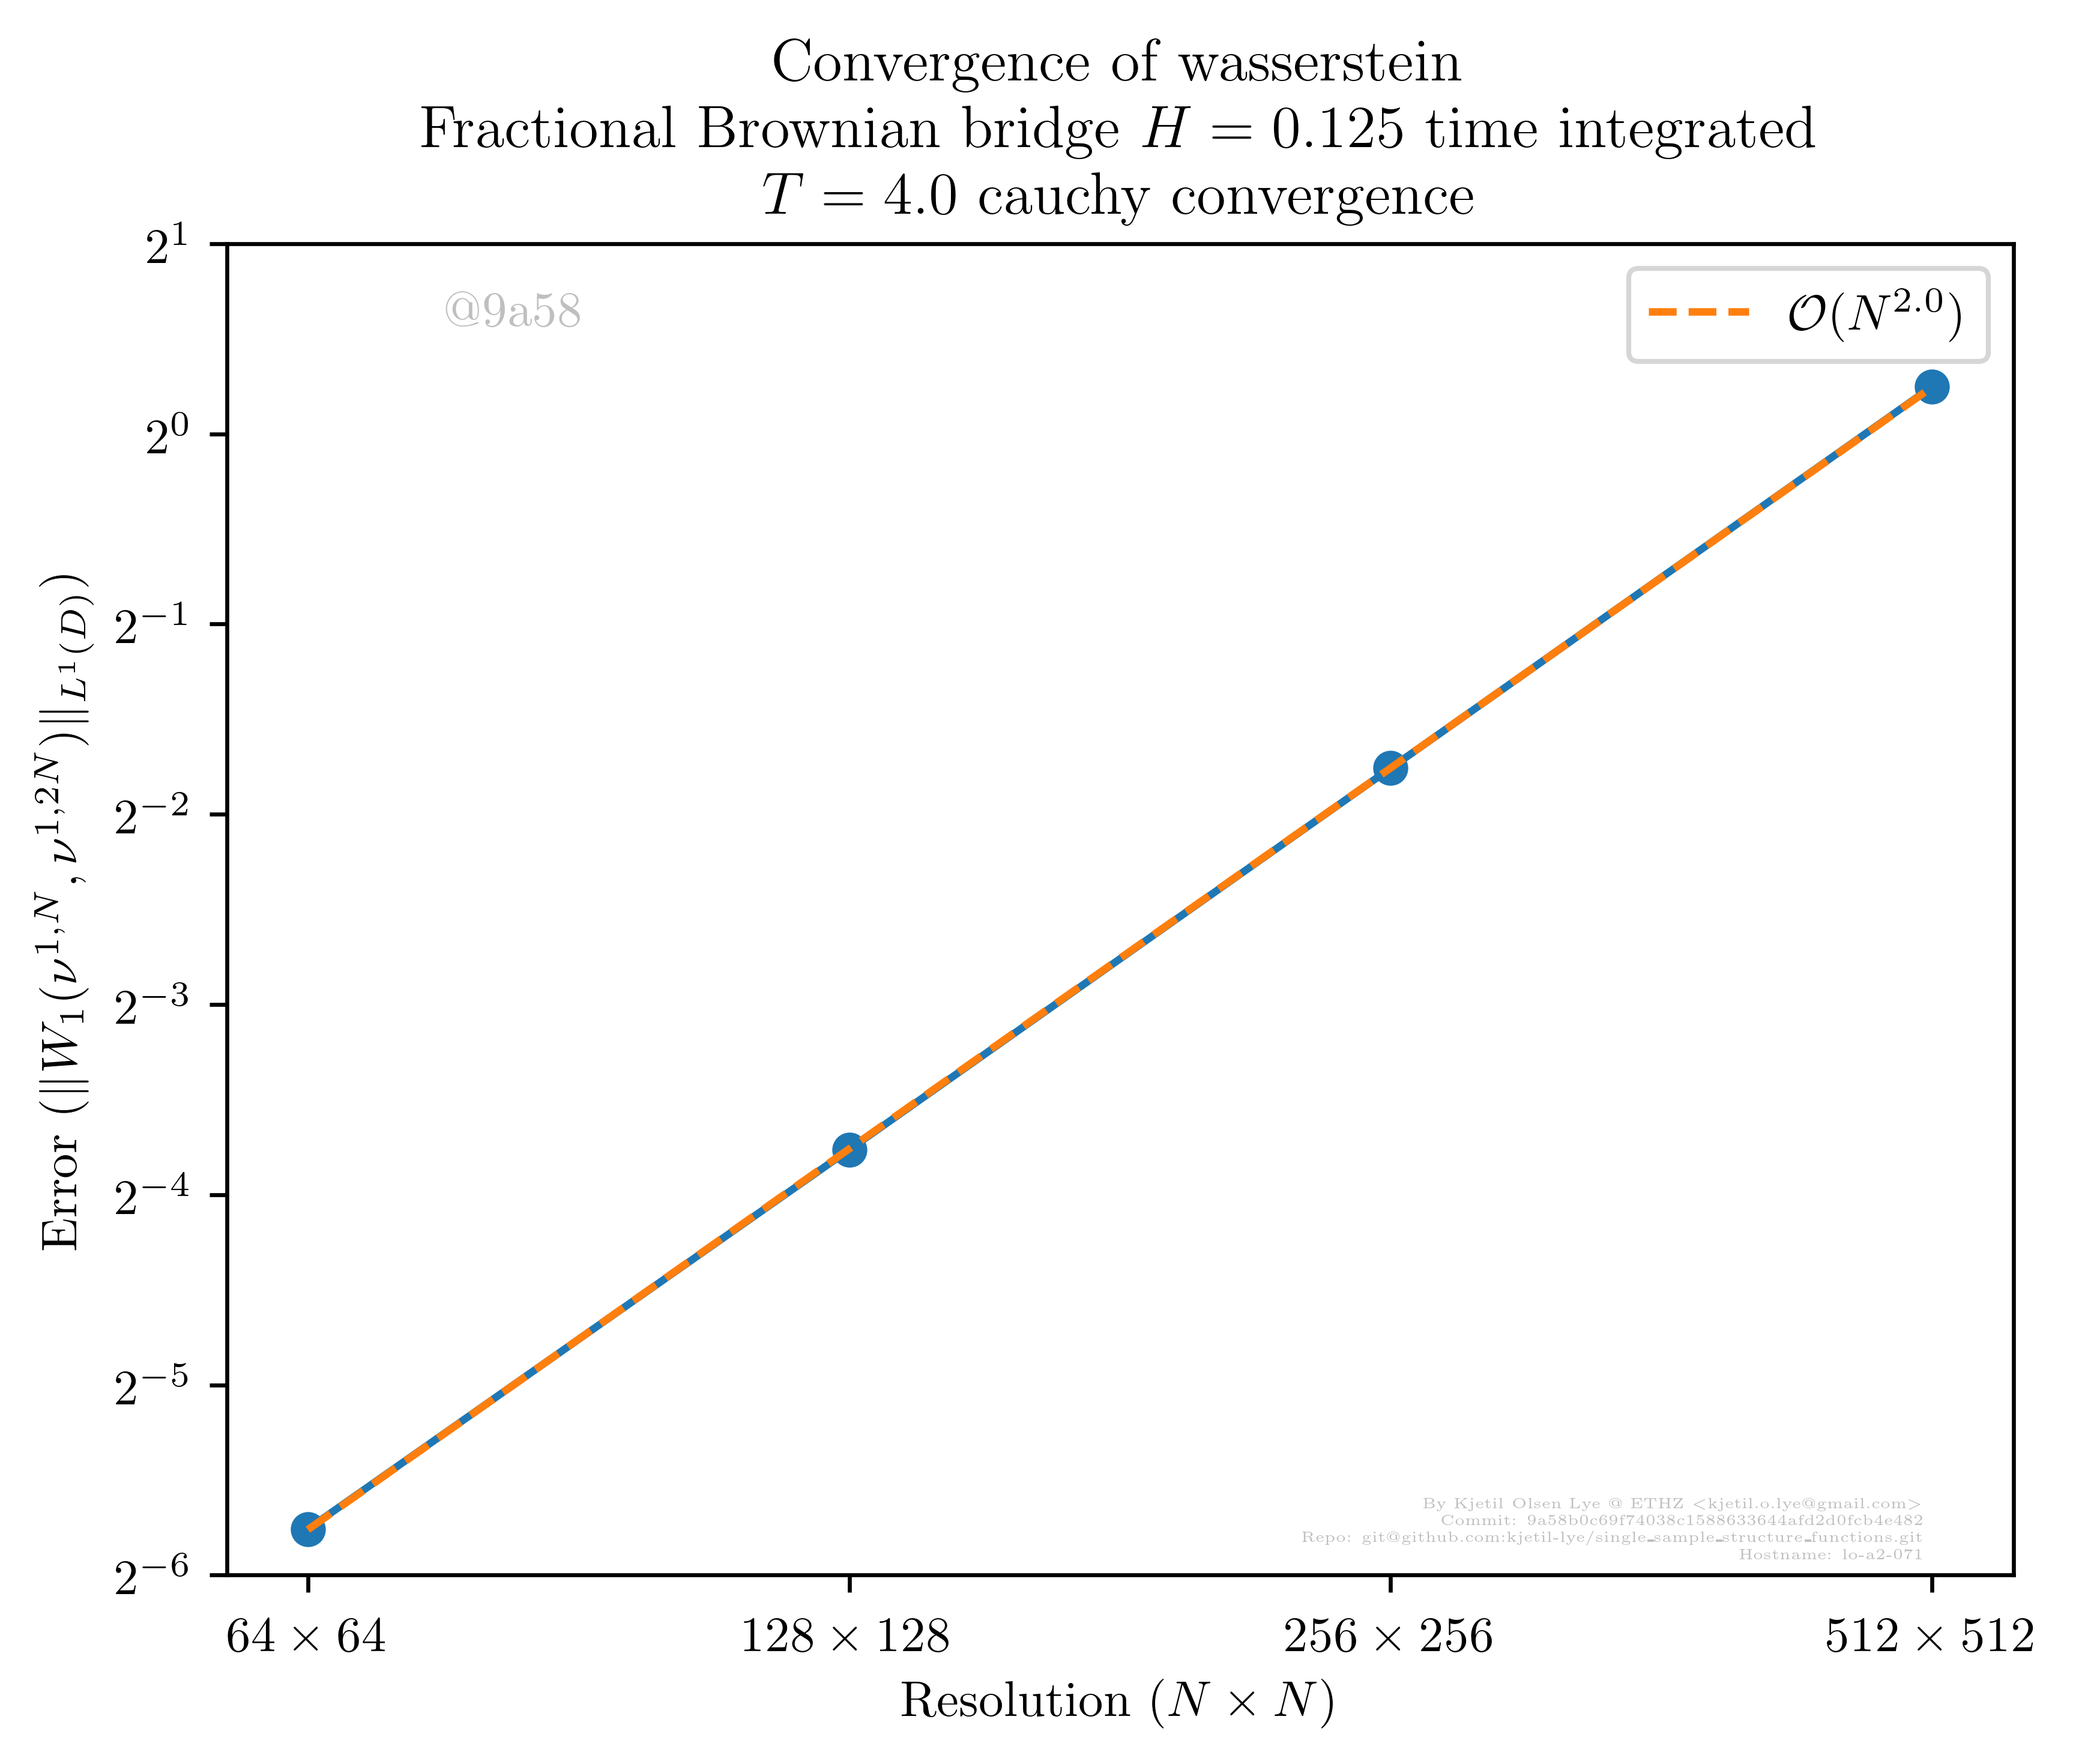 Convergence of wasserstein
Fractional Brownian bridge H = 0.125 time integrated
T = 4.0 cauchy convergence
@9a58
O(N^2.0)
2^1
2^0
2^−1
2^−2
2^−3
2^−4
2^−5
2^−6
Error (||W_1(ν^{1,N}, ν^{1,2N})||_{L^1(D)})
By Kjetil Olsen Lye @ ETHZ <kjetil.o.lye@gmail.com>
Commit: 9a58b0c69f74038c1588633644afd2d0fcb4e482
Repo: git@github.com:kjetil-lye/single_sample_structure_functions.git
Hostname: lo-a2-071
64 × 64 128 × 128 256 × 256 512 × 512
Resolution (N × N)